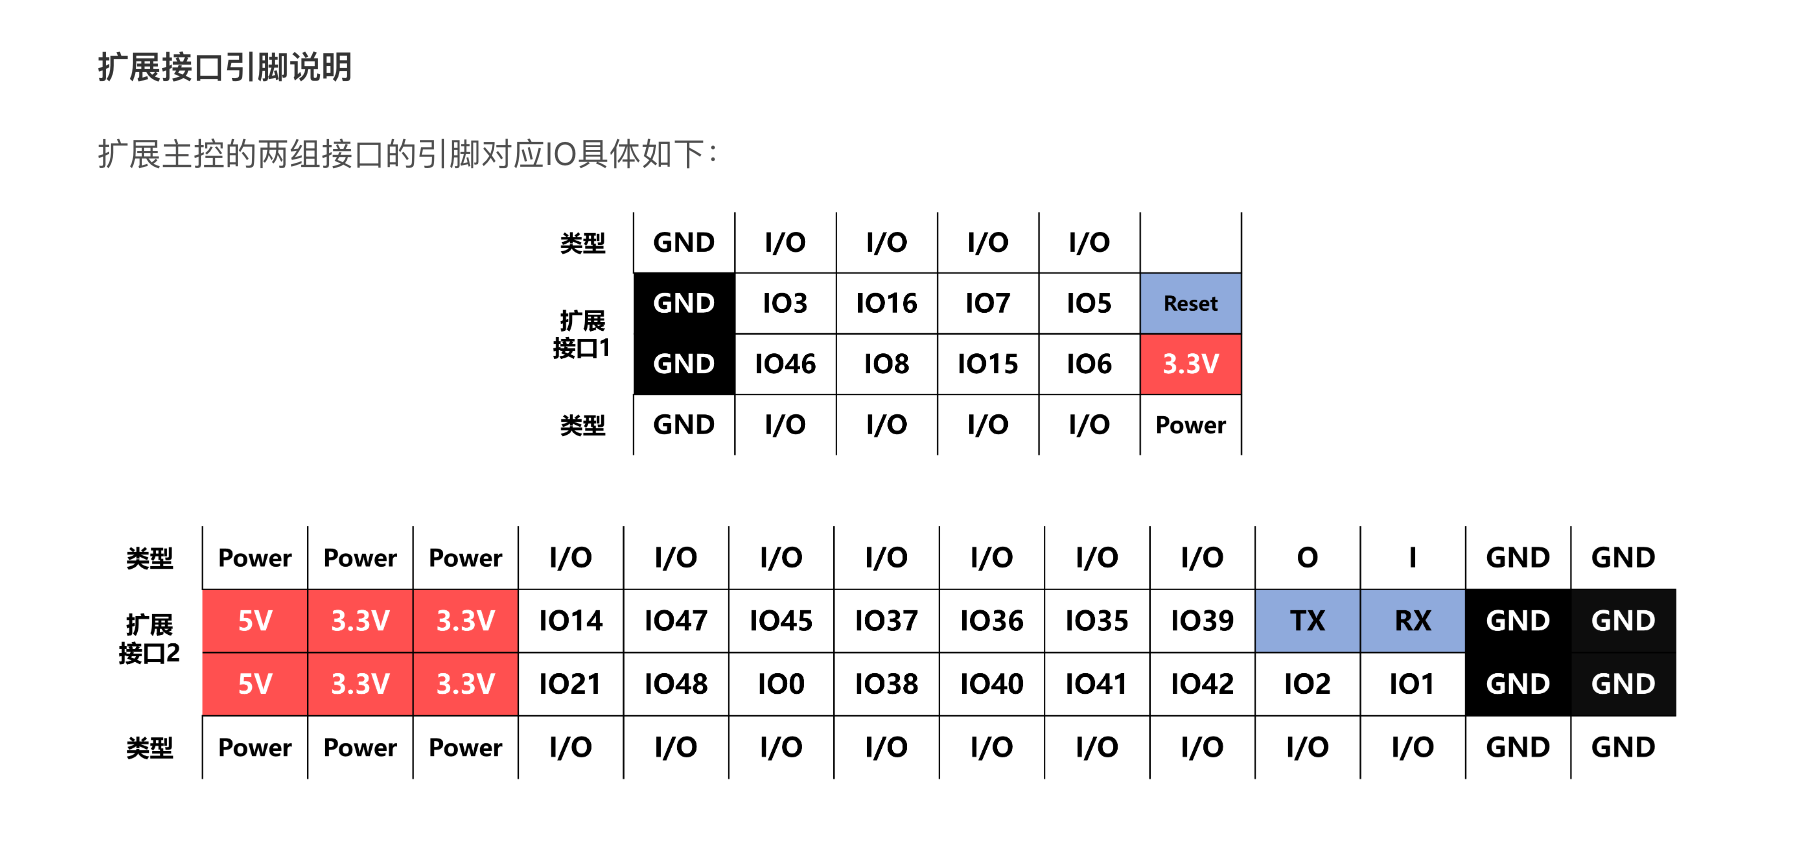 扩展接口引脚说明
扩展主控的两组接口的引脚对应IO具体如下：
类型 GND I/O I/O I/O I/O
扩展接口1 GND IO3 IO16 IO7 IO5 Reset
GND IO46 IO8 IO15 IO6 3.3V
类型 GND I/O I/O I/O I/O Power
类型 Power Power Power I/O I/O I/O I/O I/O I/O I/O O I GND GND
扩展接口2 5V 3.3V 3.3V IO14 IO47 IO45 IO37 IO36 IO35 IO39 TX RX GND GND
5V 3.3V 3.3V IO21 IO48 IO0 IO38 IO40 IO41 IO42 IO2 IO1 GND GND
类型 Power Power Power I/O I/O I/O I/O I/O I/O I/O I/O I/O GND GND